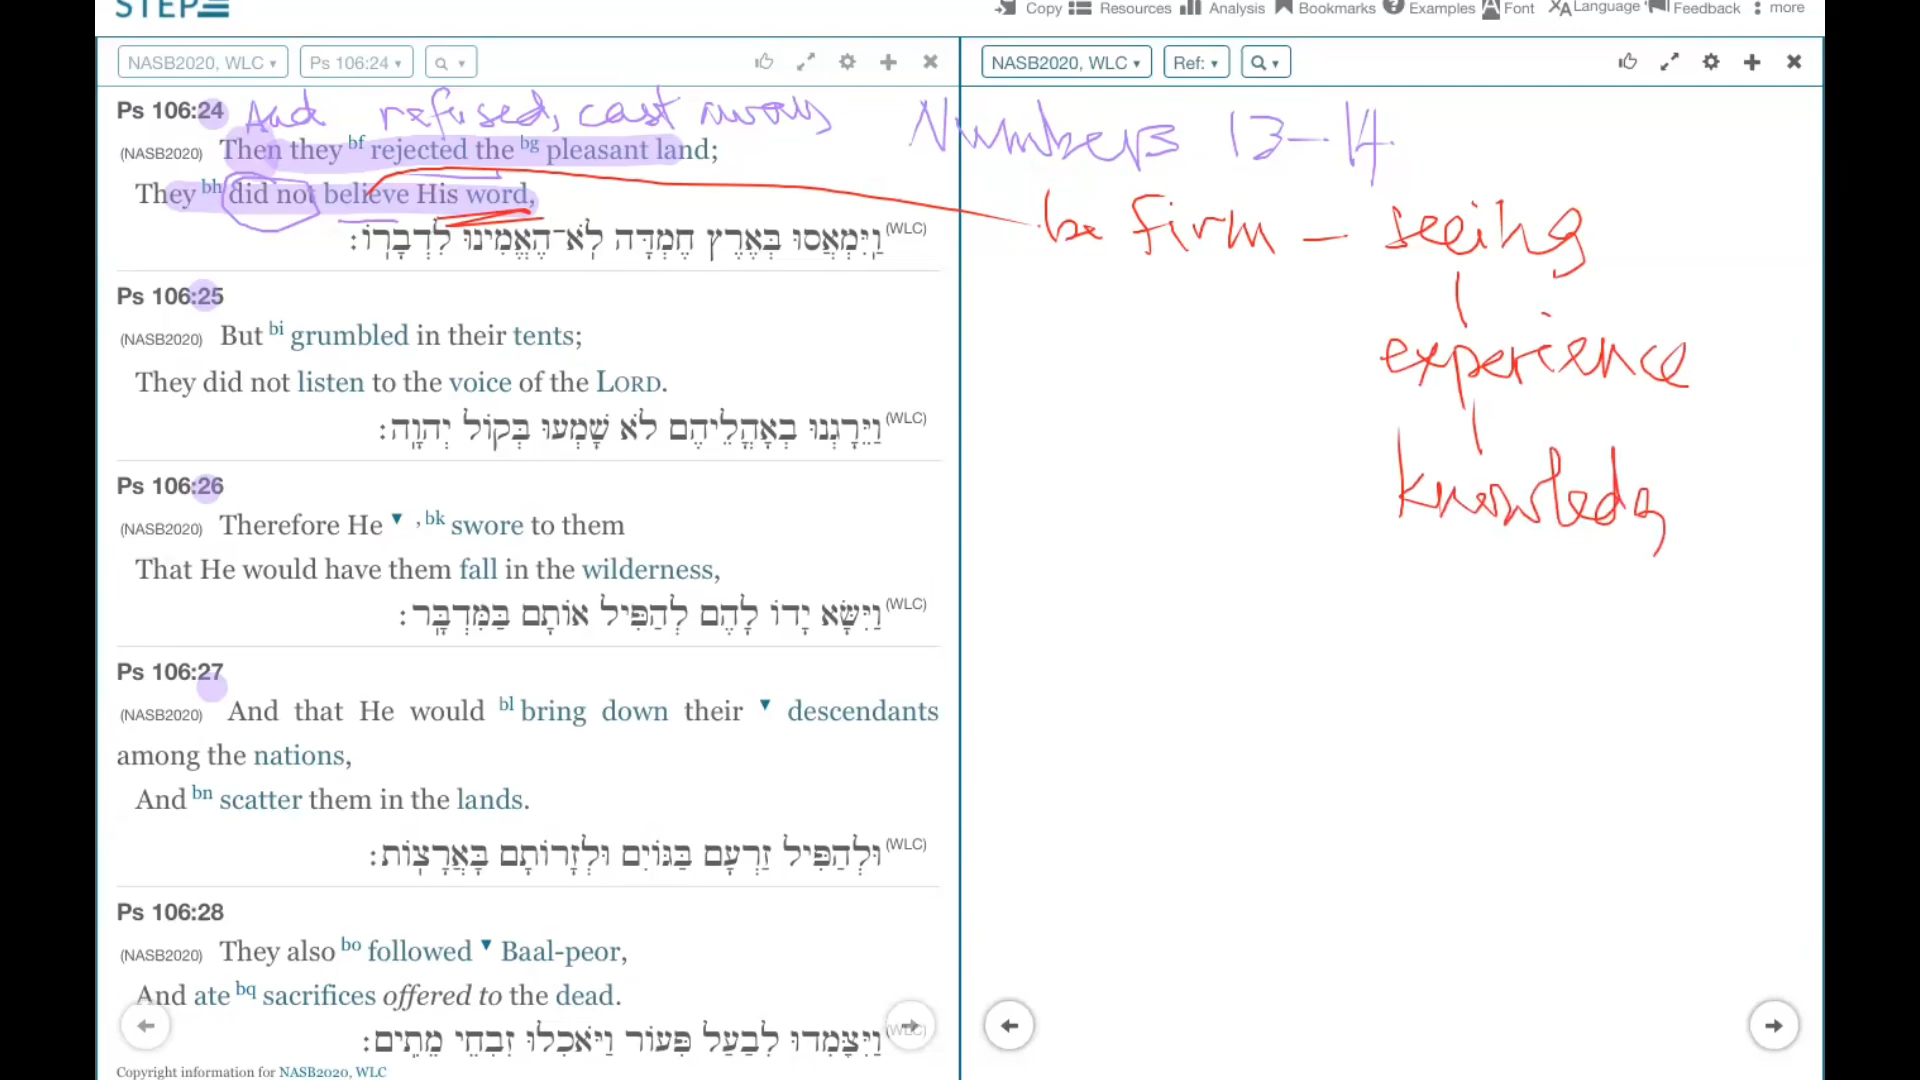 STEP
Copy Resources Analysis Bookmarks Examples Font Language Feedback more
NASB2020, WLC Ps 106:24
Ps 106:24
And refused, cast away
(NASB2020) Then they bf rejected the bg pleasant land;
They bh did not believe His word,
וַֽיִּמְאֲסוּ בְּאֶרֶץ חֶמְדָּה לֹא־הֶאֱמִינוּ לִדְבָרֽוֹ׃ (WLC)
Ps 106:25
(NASB2020) But bi grumbled in their tents;
They did not listen to the voice of the LORD.
וַיֵּרָגְנוּ בְאָהֳלֵיהֶם לֹא שָׁמְעוּ בְּקוֹל יְהוָֽה׃ (WLC)
Ps 106:26
(NASB2020) Therefore He ▼ , bk swore to them
That He would have them fall in the wilderness,
וַיִּשָּׂא יָדוֹ לָהֶם לְהַפִּיל אוֹתָם בַּמִּדְבָּֽר׃ (WLC)
Ps 106:27
(NASB2020) And that He would bl bring down their ▼ descendants
among the nations,
And bn scatter them in the lands.
וּלְהַפִּיל זַרְעָם בַּגּוֹיִם וּלְזָרוֹתָם בָּאֲרָצֽוֹת׃ (WLC)
Ps 106:28
(NASB2020) They also bo followed ▼ Baal-peor,
And ate bq sacrifices offered to the dead.
וַיִּצָּמְדוּ לְבַעַל פְּעוֹר וַיֹּאכְלוּ זִבְחֵי מֵתִֽים׃ (WLC)
Copyright information for NASB2020, WLC
NASB2020, WLC Ref:
Numbers 13-14
be firm – seeing
experience
knowledg